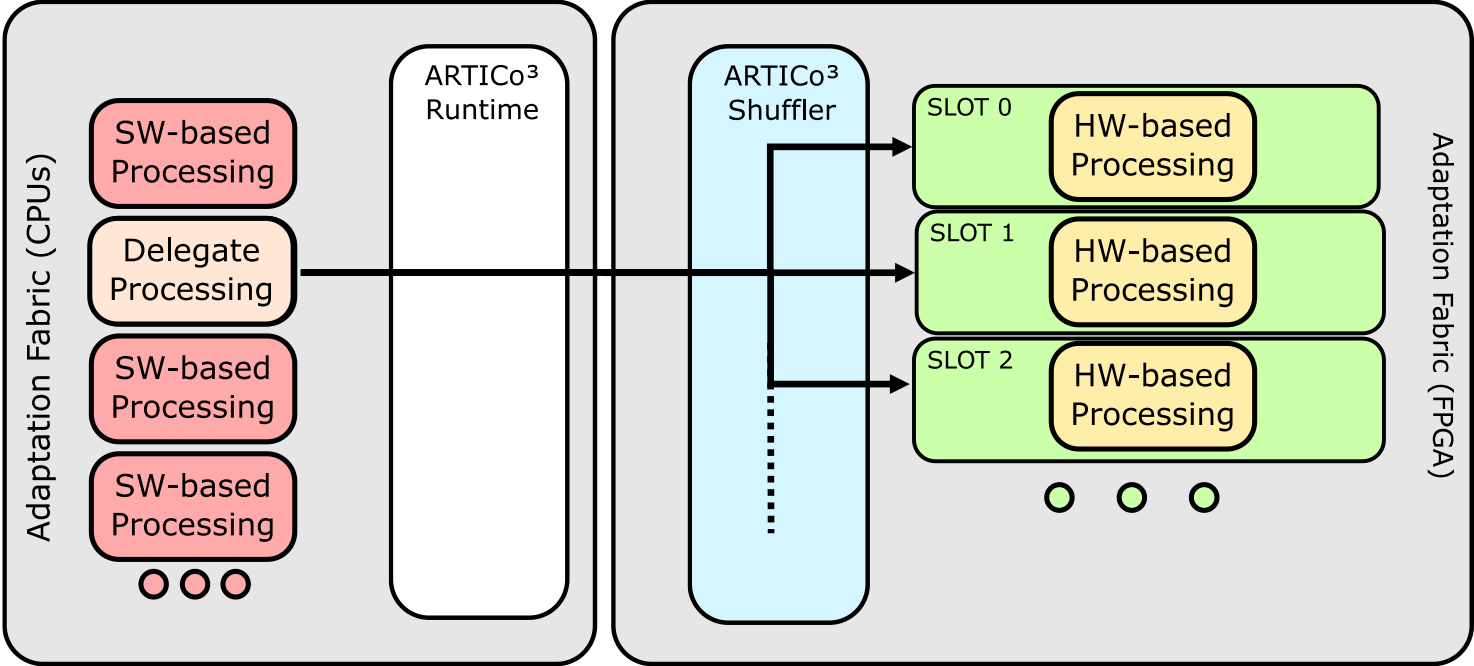 Adaptation Fabric (CPUs)
SW-based
Processing
Delegate
Processing
SW-based
Processing
SW-based
Processing
ARTICo³
Runtime
ARTICo³
Shuffler
SLOT 0
HW-based
Processing
SLOT 1
HW-based
Processing
SLOT 2
HW-based
Processing
Adaptation Fabric (FPGA)